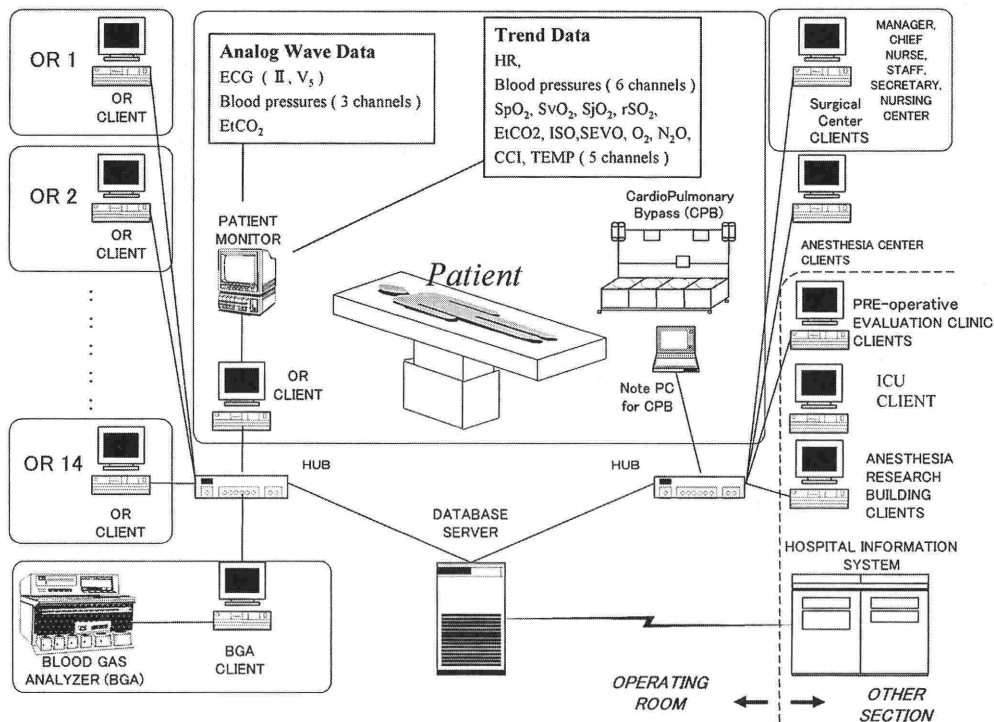 OR 1
OR
CLIENT
OR 2
OR
CLIENT
OR 14
OR
CLIENT
Analog Wave Data
ECG ( Ⅱ, V₅ )
Blood pressures ( 3 channels )
EtCO₂
Trend Data
HR,
Blood pressures ( 6 channels )
SpO₂, SvO₂, SjO₂, rSO₂,
EtCO2, ISO,SEVO, O₂, N₂O,
CCI, TEMP ( 5 channels )
PATIENT
MONITOR
Patient
CardioPulmonary
Bypass (CPB)
OR
CLIENT
Note PC
for CPB
MANAGER,
CHIEF
NURSE,
STAFF,
SECRETARY,
NURSING
CENTER
Surgical
Center
CLIENTS
ANESTHESIA CENTER
CLIENTS
PRE-operative
EVALUATION CLINIC
CLIENTS
ICU
CLIENT
ANESTHESIA
RESEARCH
BUILDING
CLIENTS
HUB
HUB
DATABASE
SERVER
HOSPITAL INFORMATION
SYSTEM
BLOOD GAS
ANALYZER (BGA)
BGA
CLIENT
OPERATING
ROOM
OTHER
SECTION